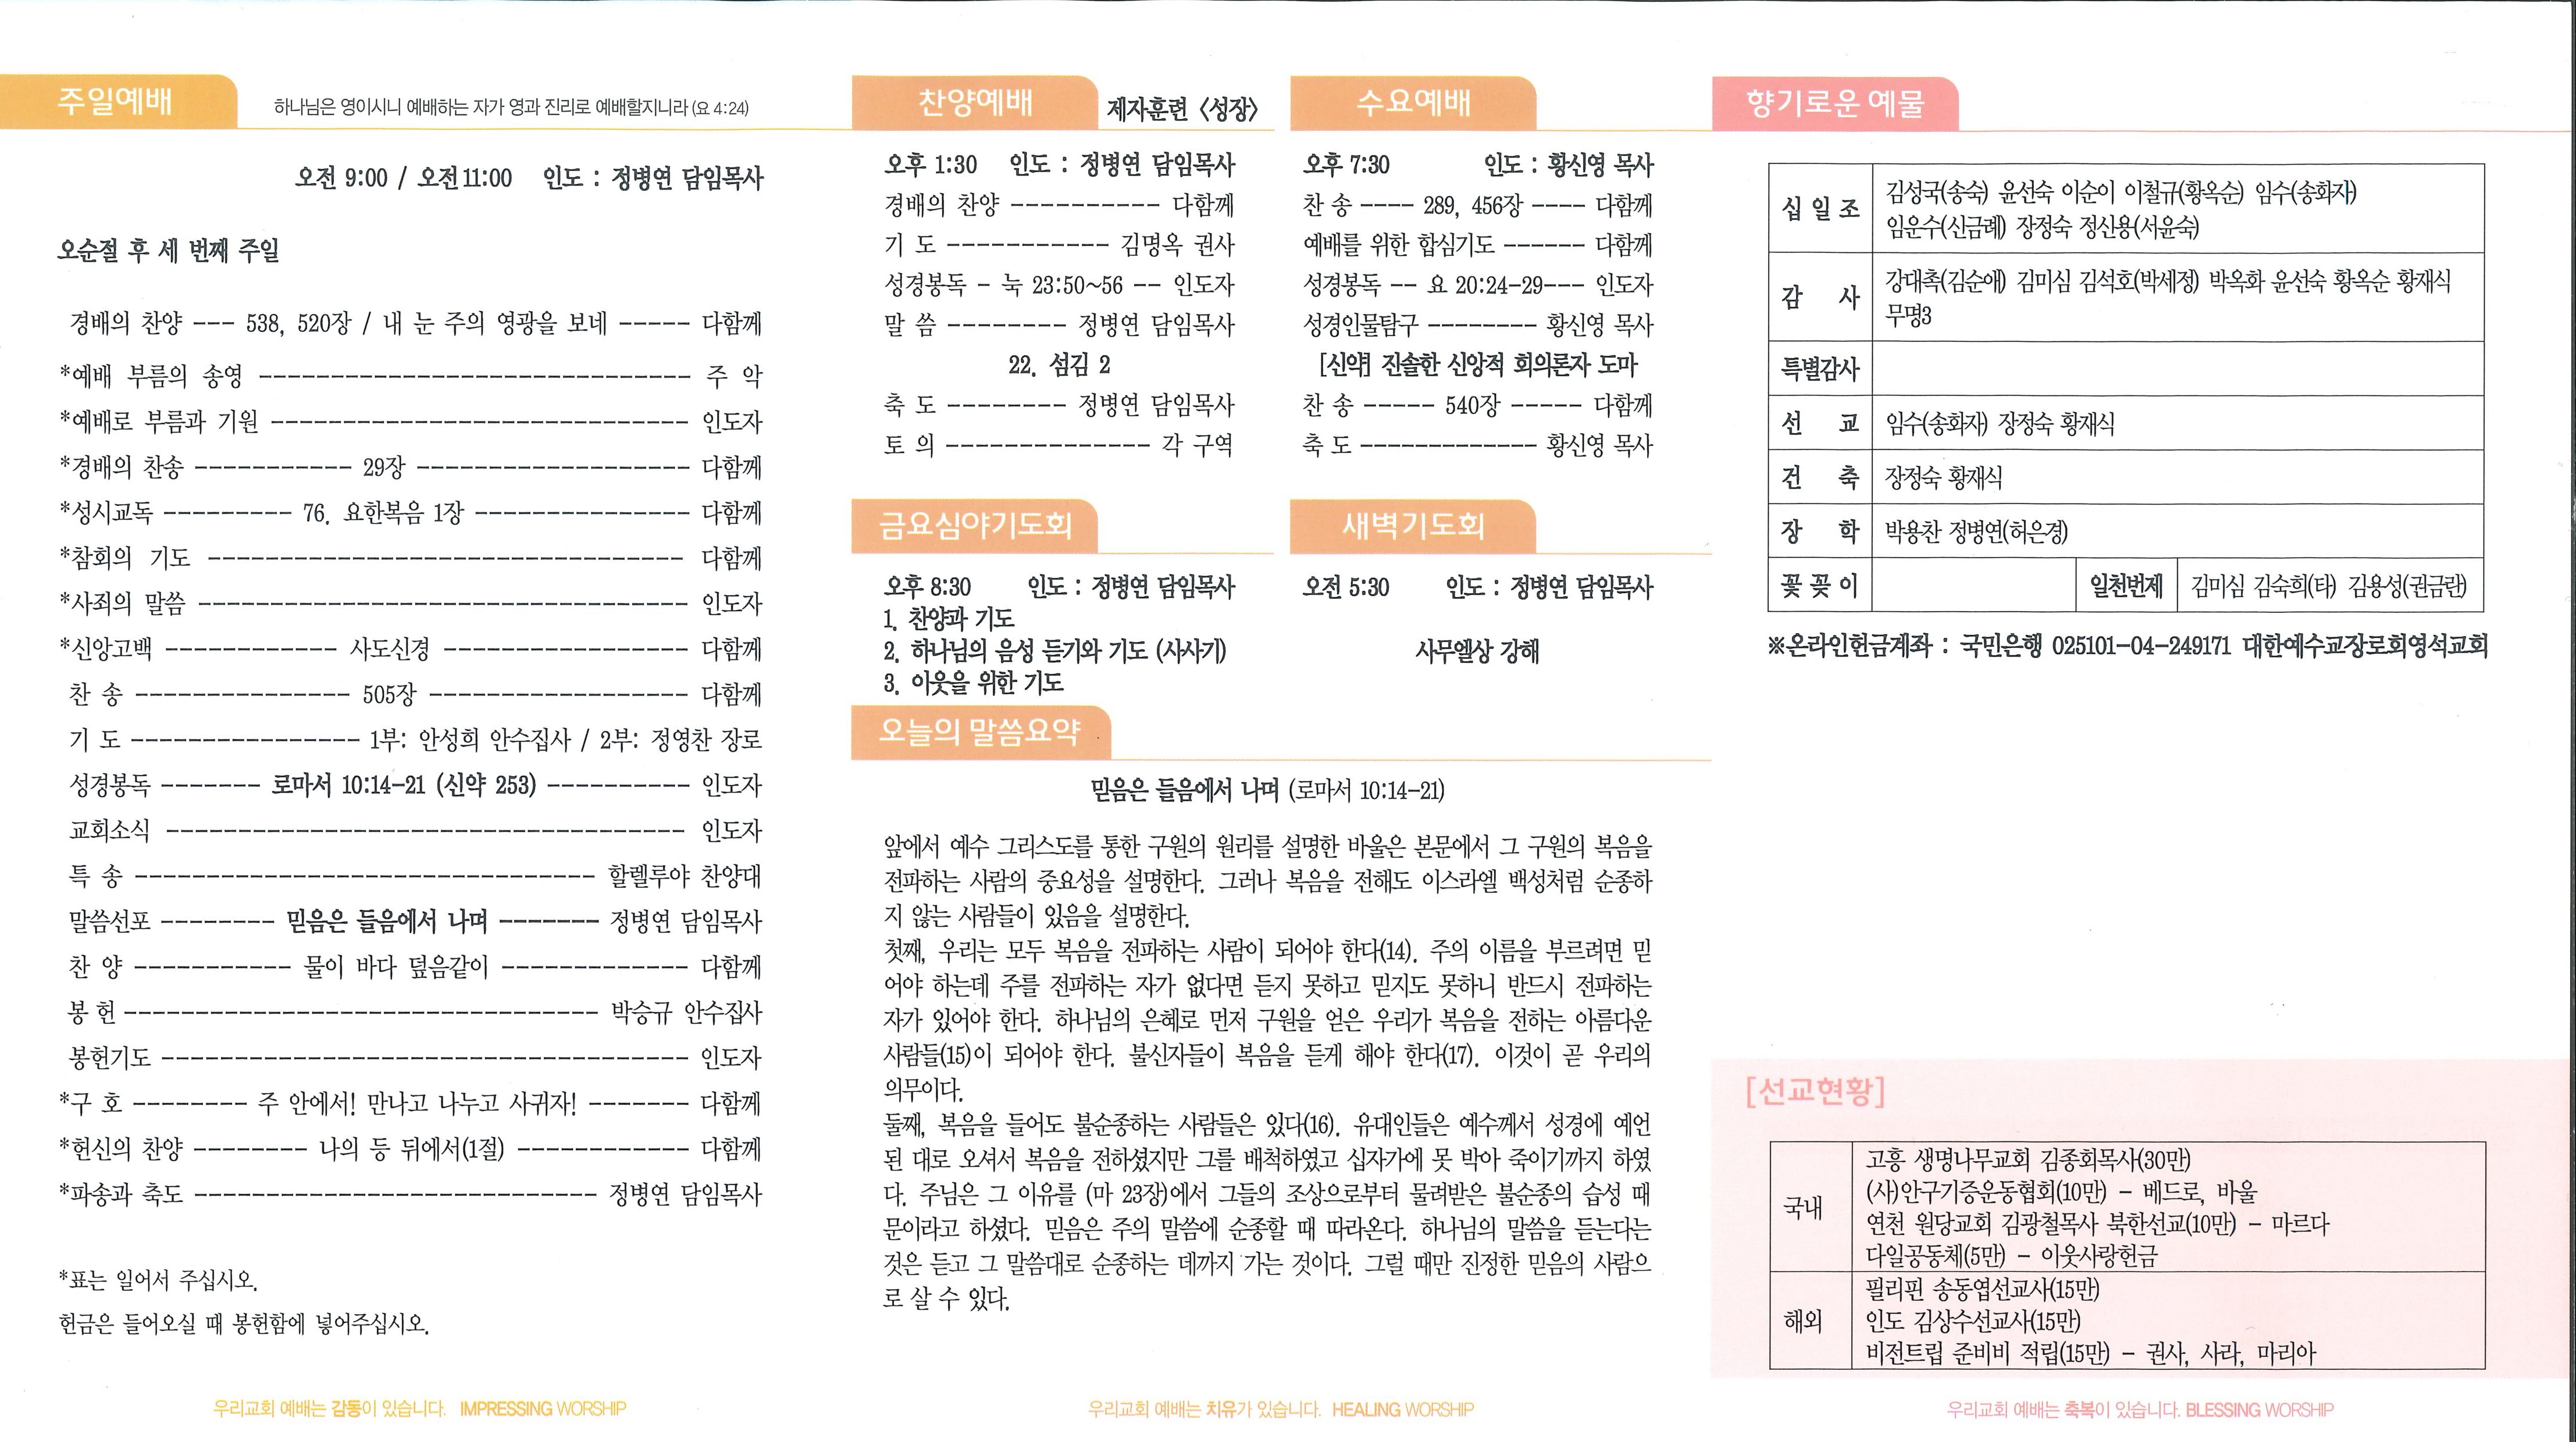 주일예배
하나님은 영이시니 예배하는 자가 영과 진리로 예배할지니라 (요 4:24)
오전 9:00 / 오전11:00 인도 : 정병연 담임목사
오순절 후 세 번째 주일
경배의 찬양 --- 538, 520장 / 내 눈 주의 영광을 보네 ----- 다함께
*예배 부름의 송영 ------------------------------------ 주 악
*예배로 부름과 기원 ----------------------------------- 인도자
*경배의 찬송 ------------- 29장 ----------------------- 다함께
*성시교독 ----------- 76. 요한복음 1장 ------------------ 다함께
*참회의 기도 ---------------------------------------- 다함께
*사죄의 말씀 ----------------------------------------- 인도자
*신앙고백 ---------------- 사도신경 ---------------------- 다함께
찬 송 ------------------ 505장 ---------------------- 다함께
기 도 ------------------- 1부: 안성희 안수집사 / 2부: 정영찬 장로
성경봉독 ------- 로마서 10:14-21 (신약 253) ------------ 인도자
교회소식 -------------------------------------------- 인도자
특 송 --------------------------------------- 할렐루야 찬양대
말씀선포 ---------- 믿음은 들음에서 나며 --------- 정병연 담임목사
찬 양 ------------- 물이 바다 덮음같이 ---------------- 다함께
봉 헌 ---------------------------------------- 박승규 안수집사
봉헌기도 -------------------------------------------- 인도자
*구 호 ---------- 주 안에서! 만나고 나누고 사귀자! ------- 다함께
*헌신의 찬양 ---------- 나의 등 뒤에서(1절) -------------- 다함께
*파송과 축도 ---------------------------------- 정병연 담임목사
*표는 일어서 주십시오.
헌금은 들어오실 때 봉헌함에 넣어주십시오.
우리교회 예배는 감동이 있습니다. IMPRESSING WORSHIP
찬양예배
제자훈련 <성장>
오후 1:30 인도 : 정병연 담임목사
경배의 찬양 ----------- 다함께
기 도 ------------ 김명옥 권사
성경봉독 - 눅 23:50~56 -- 인도자
말 씀 --------- 정병연 담임목사
22. 섬김 2
축 도 --------- 정병연 담임목사
토 의 --------------- 각 구역
수요예배
오후 7:30 인도 : 황신영 목사
찬 송 ---- 289, 456장 ---- 다함께
예배를 위한 합심기도 ------ 다함께
성경봉독 -- 요 20:24-29--- 인도자
성경인물탐구 -------- 황신영 목사
[신약] 진솔한 신앙적 회의론자 도마
찬 송 ----- 540장 ----- 다함께
축 도 --------------- 황신영 목사
금요심야기도회
오후 8:30 인도 : 정병연 담임목사
1. 찬양과 기도
2. 하나님의 음성 듣기와 기도 (사사기)
3. 이웃을 위한 기도
새벽기도회
오전 5:30 인도 : 정병연 담임목사
사무엘상 강해
오늘의 말씀요약
믿음은 들음에서 나며 (로마서 10:14-21)
앞에서 예수 그리스도를 통한 구원의 원리를 설명한 바울은 본문에서 그 구원의 복음을
전파하는 사람의 중요성을 설명한다. 그러나 복음을 전해도 이스라엘 백성처럼 순종하
지 않는 사람들이 있음을 설명한다.
첫째, 우리는 모두 복음을 전파하는 사람이 되어야 한다(14). 주의 이름을 부르려면 믿
어야 하는데 주를 전파하는 자가 없다면 듣지 못하고 믿지도 못하니 반드시 전파하는
자가 있어야 한다. 하나님의 은혜로 먼저 구원을 얻은 우리가 복음을 전하는 아름다운
사람들(15)이 되어야 한다. 불신자들이 복음을 듣게 해야 한다(17). 이것이 곧 우리의
의무이다.
둘째, 복음을 들어도 불순종하는 사람들은 있다(16). 유대인들은 예수께서 성경에 예언
된 대로 오셔서 복음을 전하셨지만 그를 배척하였고 십자가에 못 박아 죽이기까지 하였
다. 주님은 그 이유를 (마 23장)에서 그들의 조상으로부터 물려받은 불순종의 습성 때
문이라고 하셨다. 믿음은 주의 말씀에 순종할 때 따라온다. 하나님의 말씀을 듣는다는
것은 듣고 그 말씀대로 순종하는 데까지 가는 것이다. 그럴 때만 진정한 믿음의 사람으
로 살 수 있다.
우리교회 예배는 치유가 있습니다. HEALING WORSHIP
향기로운 예물
십 일 조 김성국(송숙) 윤선숙 이순이 이철규(황옥순) 임수(송화자)
임운수(신금례) 장정숙 정신용(서윤숙)
감 사 강대촉(김순애) 김미심 김석호(박세정) 박옥화 윤선숙 황옥순 황재식
무명3
특별감사
선 교 임수(송화자) 장정숙 황재식
건 축 장정숙 황재식
장 학 박용찬 정병연(허은경)
꽃 꽂 이 일천번제 김미심 김숙희(타) 김용성(권금란)
※온라인헌금계좌 : 국민은행 025101-04-249171 대한예수교장로회영석교회
[선교현황]
국내
고흥 생명나무교회 김종회목사(30만)
(사)안구기증운동협회(10만) - 베드로, 바울
연천 원당교회 김광철목사 북한선교(10만) - 마르다
다일공동체(5만) - 이웃사랑헌금
해외
필리핀 송동엽선교사(15만)
인도 김상수선교사(15만)
비전트립 준비비 적립(15만) - 권사, 사라, 마리아
우리교회 예배는 축복이 있습니다. BLESSING WORSHIP